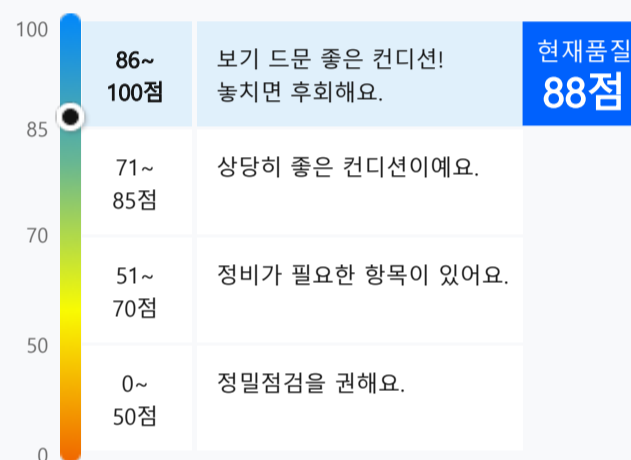 100
86~
100점
보기 드문 좋은 컨디션!
놓치면 후회해요.
현재품질
88점
85
71~
85점
상당히 좋은 컨디션이예요.
70
51~
70점
정비가 필요한 항목이 있어요.
50
0~
50점
정밀점검을 권해요.
0